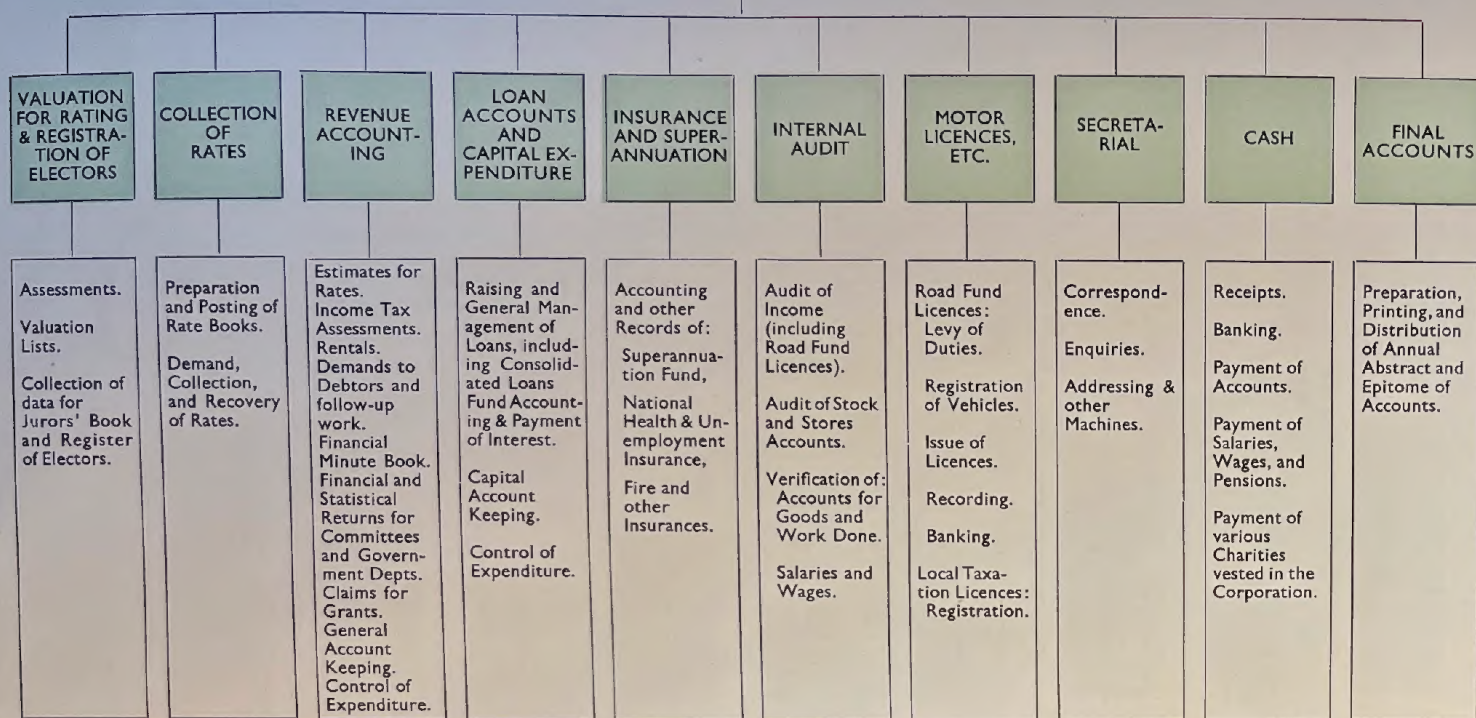 VALUATION
FOR RATING
& REGISTRA-
TION OF
ELECTORS
COLLECTION
OF
RATES
REVENUE
ACCOUNT-
ING
LOAN
ACCOUNTS
AND
CAPITAL EX-
PENDITURE
INSURANCE
AND SUPER-
ANNUATION
INTERNAL
AUDIT
MOTOR
LICENCES,
ETC.
SECRETA-
RIAL
CASH
FINAL
ACCOUNTS
Assessments.
Valuation
Lists.
Collection of
data for
Jurors' Book
and Register
of Electors.
Preparation
and Posting of
Rate Books.
Demand,
Collection,
and Recovery
of Rates.
Estimates for
Rates.
Income Tax
Assessments.
Rentals.
Demands to
Debtors and
follow-up
work.
Financial
Minute Book.
Financial and
Statistical
Returns for
Committees
and Govern-
ment Depts.
Claims for
Grants.
General
Account
Keeping.
Control of
Expenditure.
Raising and
General Man-
agement of
Loans, includ-
ing Consolid-
ated Loans
Fund Account-
ing & Payment
of Interest.
Capital
Account
Keeping.
Control of
Expenditure.
Accounting
and other
Records of:
Superannua-
tion Fund,
National
Health & Un-
employment
Insurance,
Fire and
other
Insurances.
Audit of
Income
(including
Road Fund
Licences).
Audit of Stock
and Stores
Accounts.
Verification of:
Accounts for
Goods and
Work Done.
Salaries and
Wages.
Road Fund
Licences:
Levy of
Duties.
Registration
of Vehicles.
Issue of
Licences.
Recording.
Banking.
Local Taxa-
tion Licences:
Registration.
Correspond-
ence.
Enquiries.
Addressing &
other
Machines.
Receipts.
Banking.
Payment of
Accounts.
Payment of
Salaries,
Wages, and
Pensions.
Payment of
various
Charities
vested in the
Corporation.
Preparation,
Printing, and
Distribution
of Annual
Abstract and
Epitome of
Accounts.